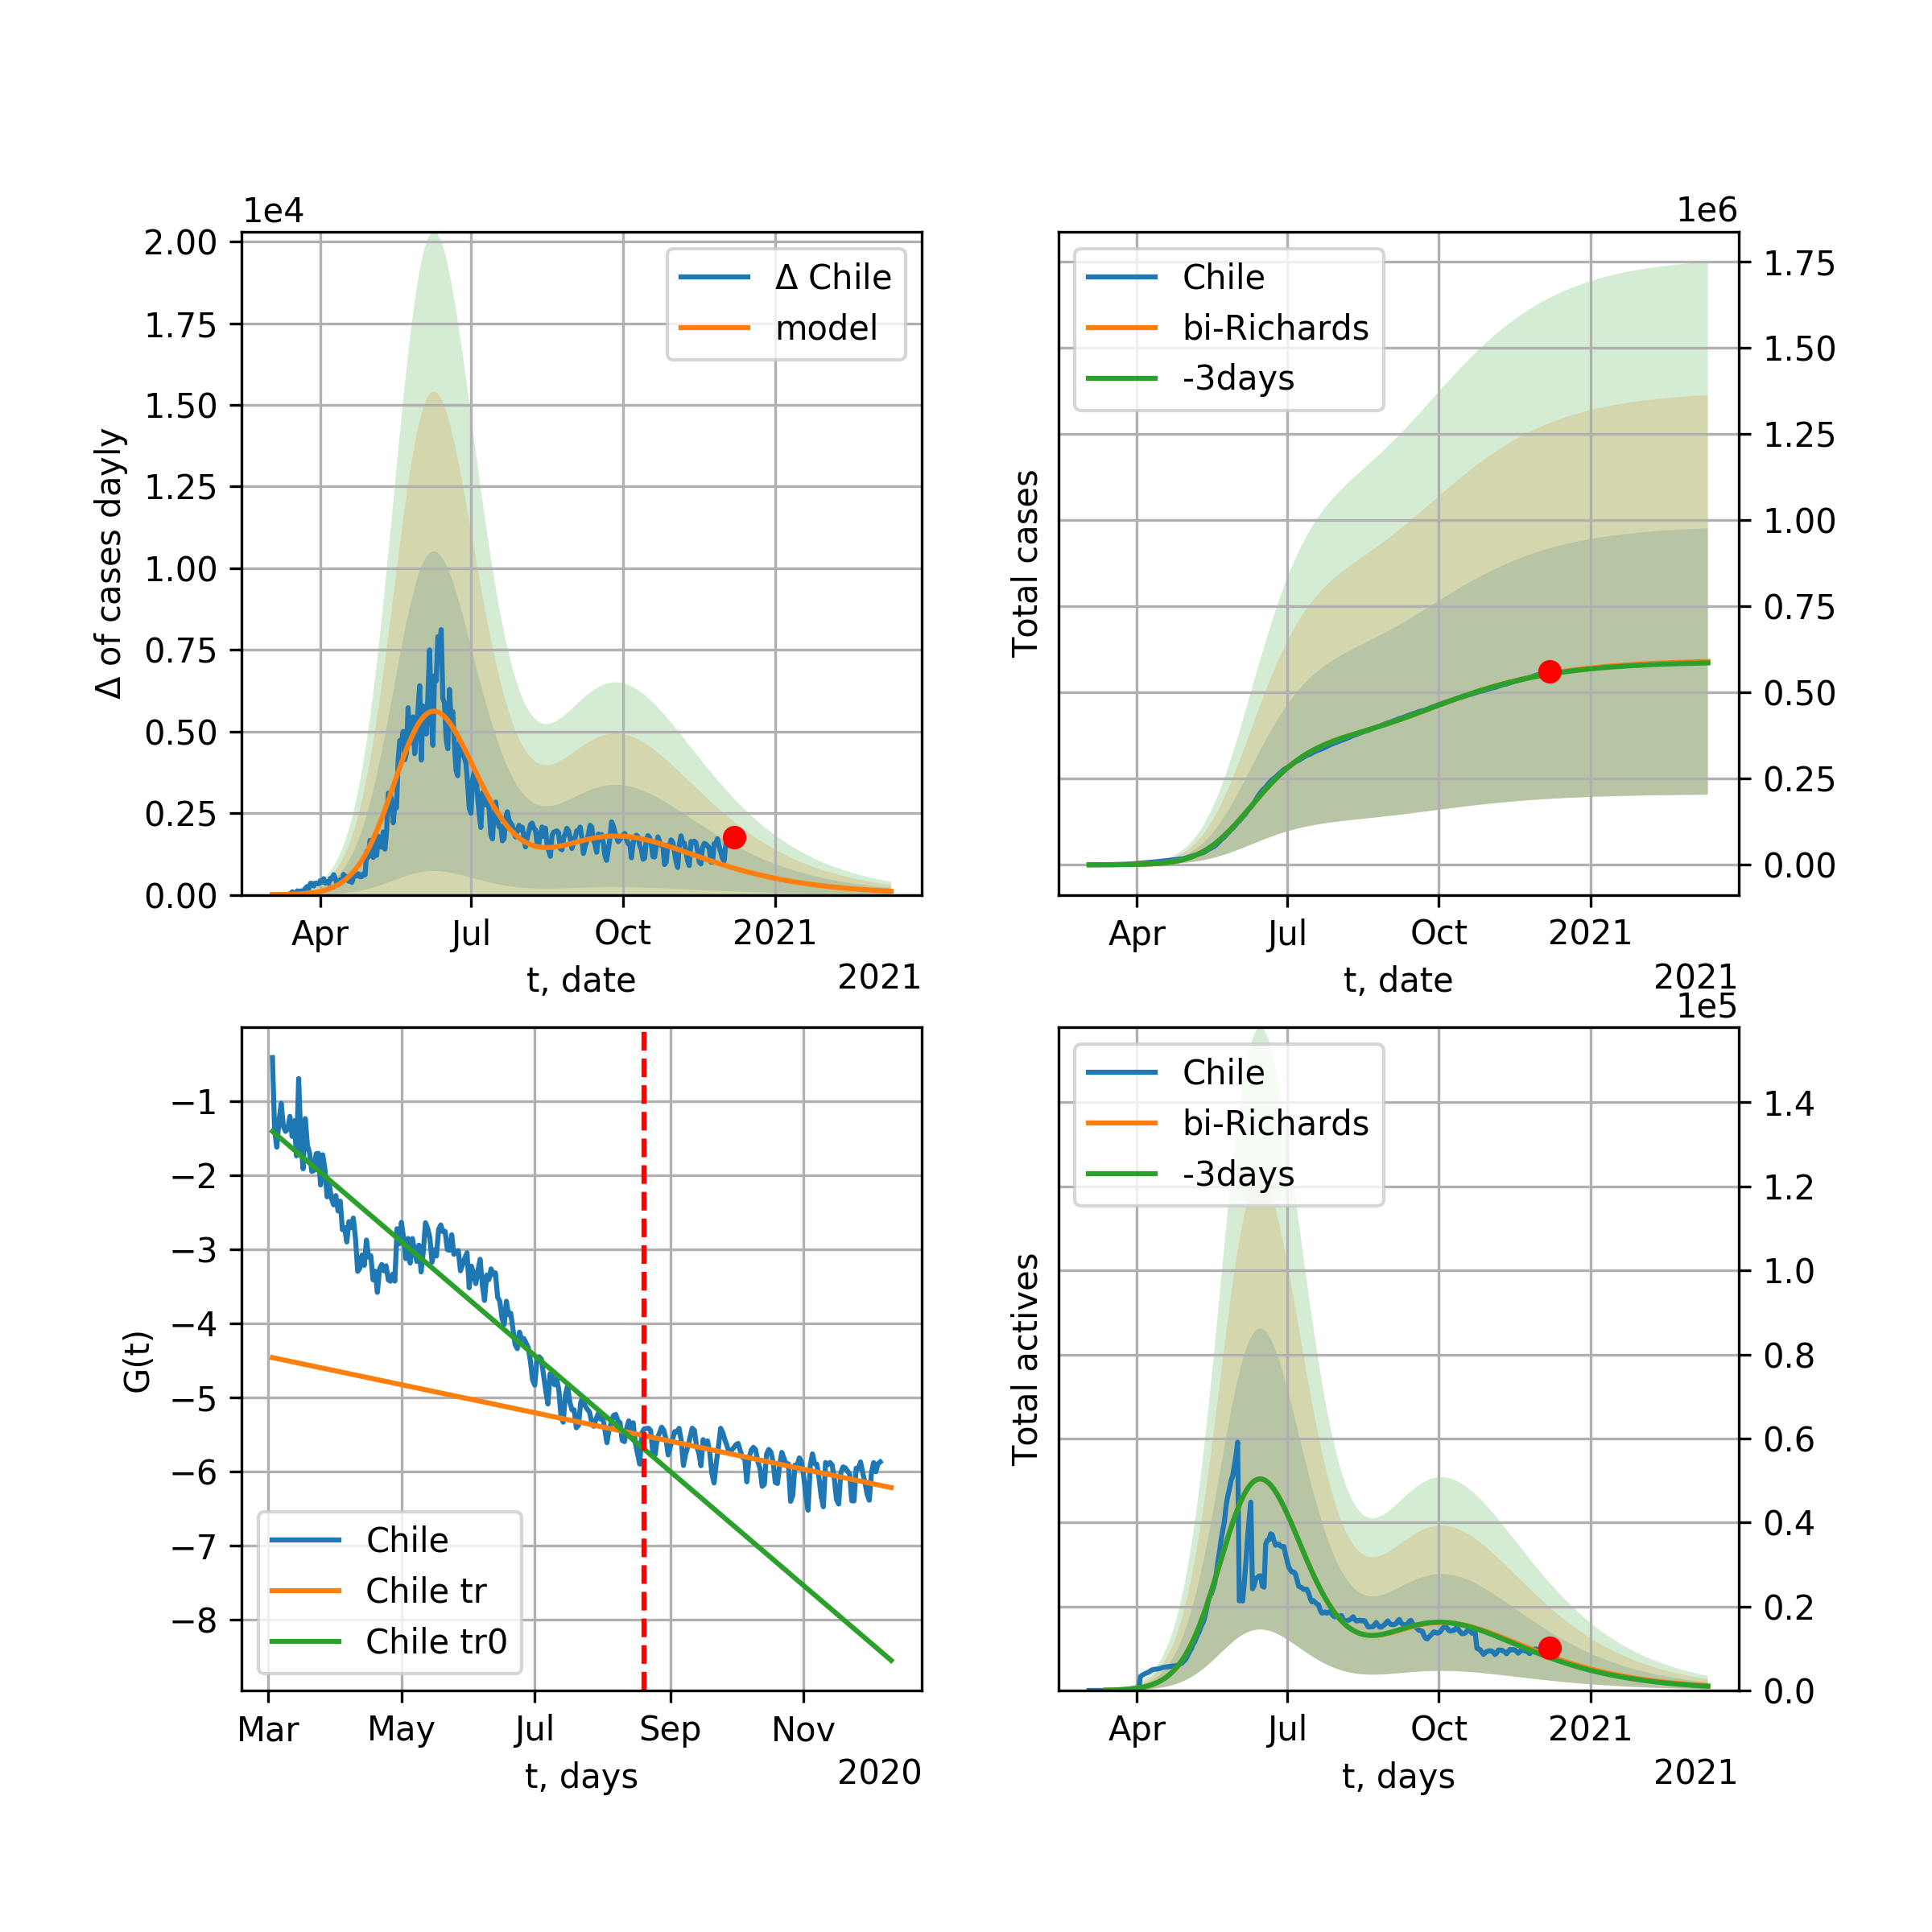 1e4
2.00
1.75
1.50
1.25
1.00
0.75
0.50
0.25
0.00
Δ of cases dayly
Δ Chile
model
Apr Jul Oct 2021
t, date
2021
1e6
1.75
1.50
1.25
1.00
0.75
0.50
0.25
0.00
Total cases
Chile
bi-Richards
-3days
Apr Jul Oct 2021
t, date
2021
−1
−2
−3
−4
−5
−6
−7
−8
G(t)
Chile
Chile tr
Chile tr0
Mar May Jul Sep Nov
t, days
2020
1e5
1.4
1.2
1.0
0.8
0.6
0.4
0.2
0.0
Total actives
Chile
bi-Richards
-3days
Apr Jul Oct 2021
t, days
2021